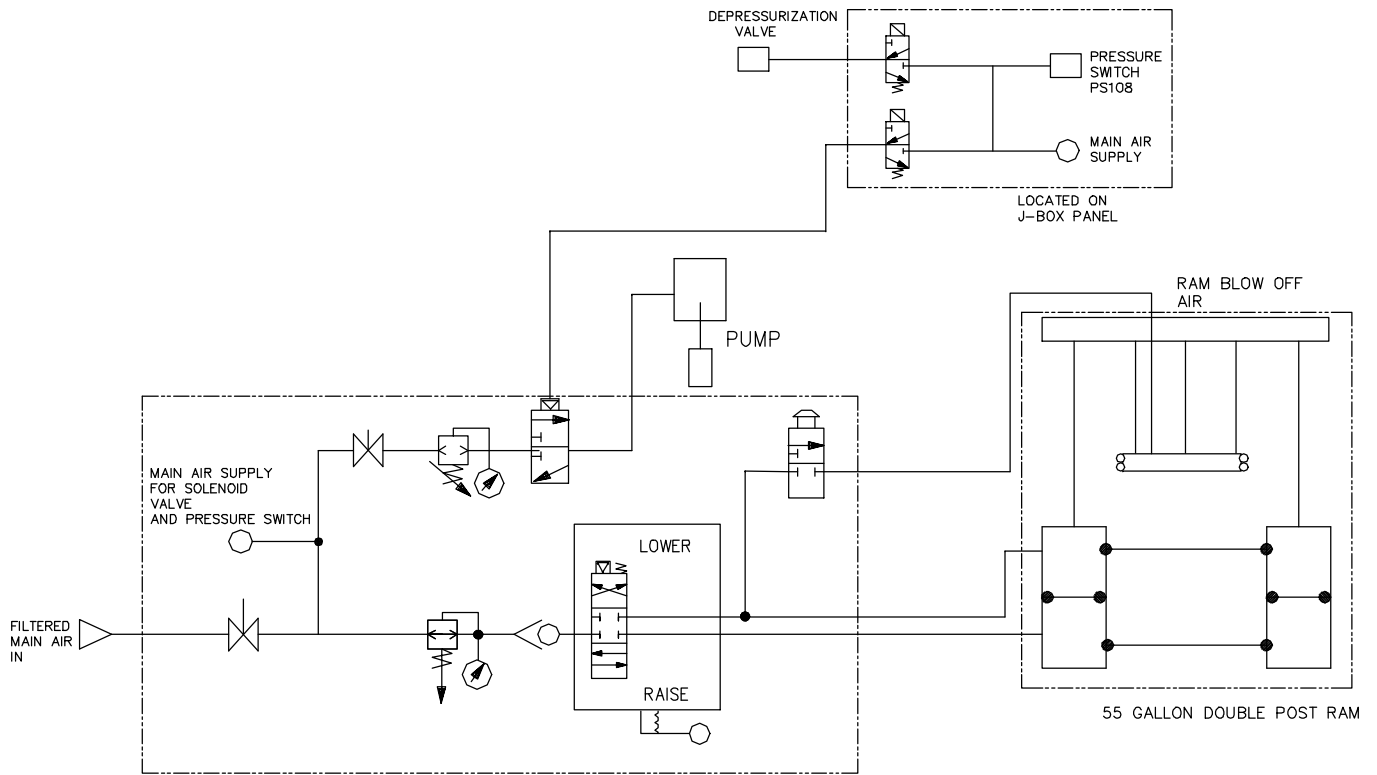 DEPRESSURIZATION
VALVE
PRESSURE
SWITCH
PS108
MAIN AIR
SUPPLY
LOCATED ON
J-BOX PANEL
RAM BLOW OFF
AIR
PUMP
MAIN AIR SUPPLY
FOR SOLENOID
VALVE
AND PRESSURE SWITCH
LOWER
FILTERED
MAIN AIR
IN
RAISE
55 GALLON DOUBLE POST RAM